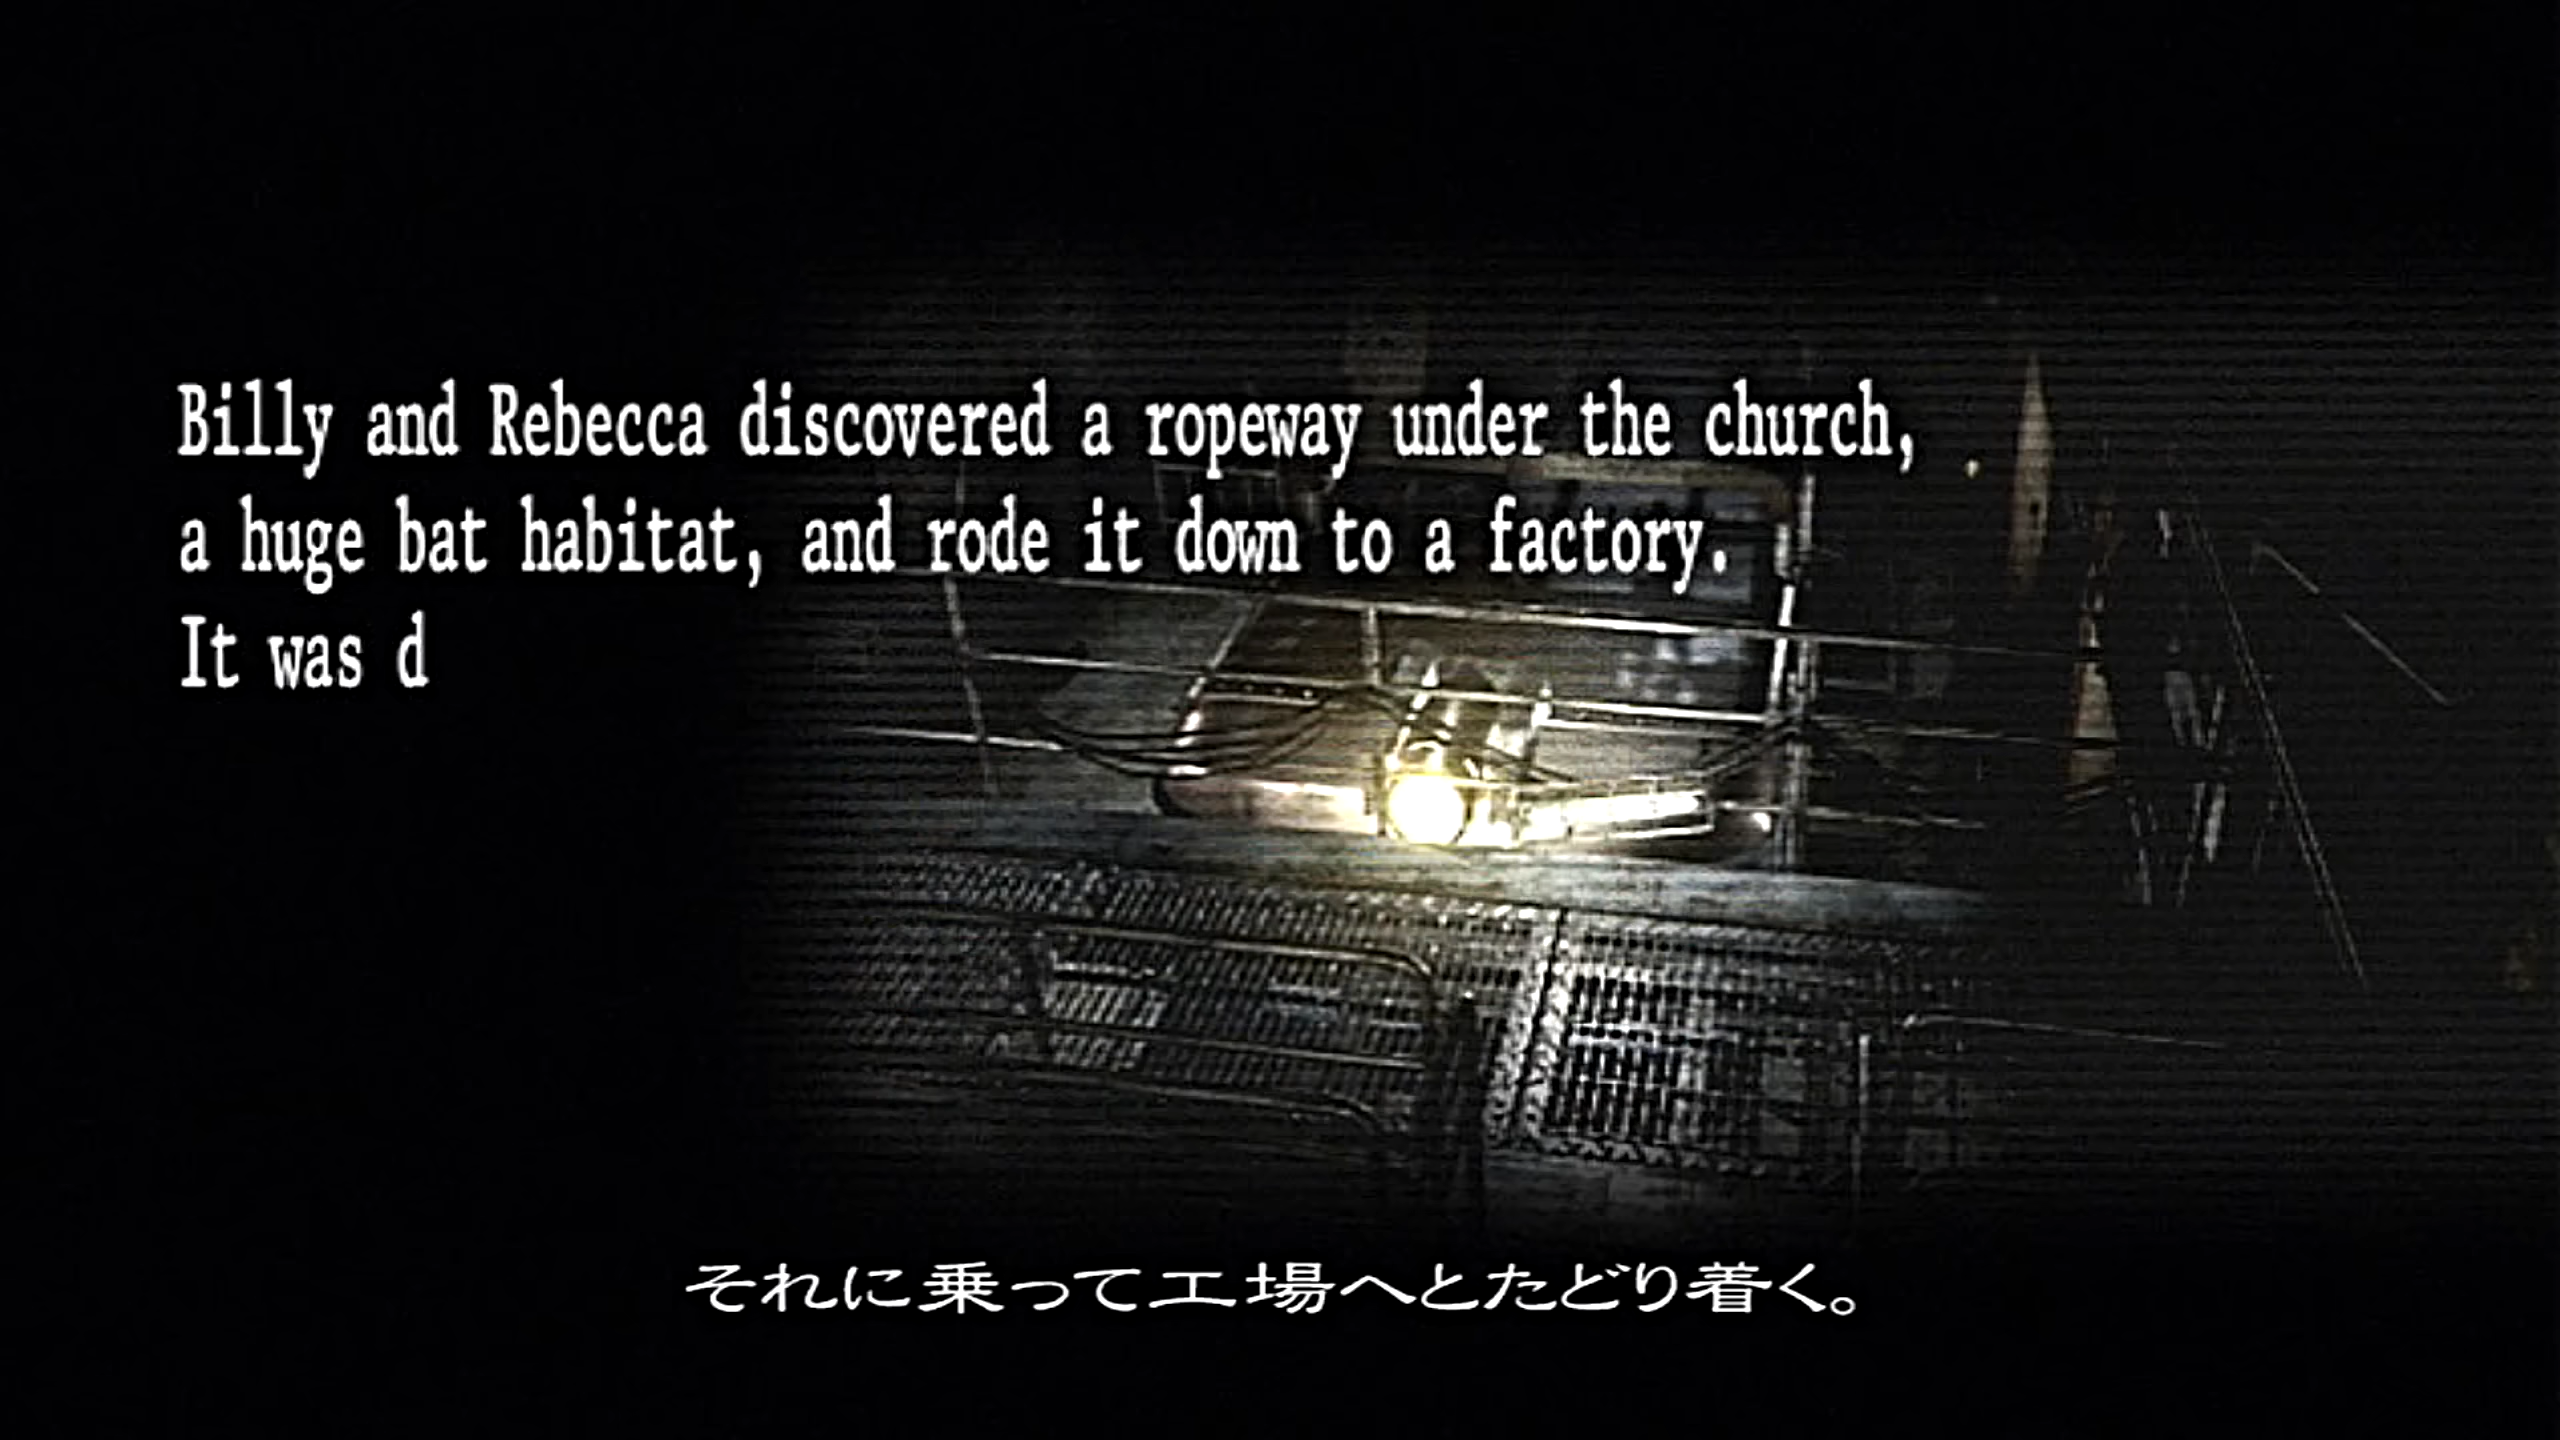 Billy and Rebecca discovered a ropeway under the church,
a huge bat habitat, and rode it down to a factory.
It was d
それに乗って工場へとたどり着く。